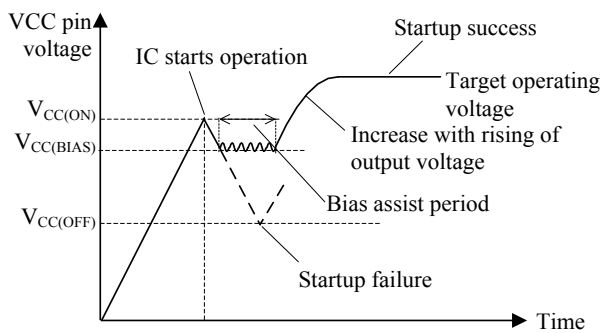 VCC pin
voltage
Startup success
IC starts operation
Target operating
voltage
VCC(ON)
Increase with rising of
output voltage
VCC(BIAS)
Bias assist period
VCC(OFF)
Startup failure
Time